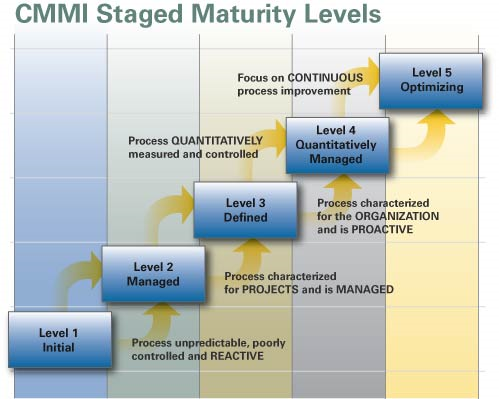 CMMI Staged Maturity Levels
Focus on CONTINUOUS
process improvement
Level 5
Optimizing
Process QUANTITATIVELY
measured and controlled
Level 4
Quantitatively
Managed
Level 3
Defined
Process characterized
for the ORGANIZATION
and is PROACTIVE
Level 2
Managed
Process characterized
for PROJECTS and is MANAGED
Level 1
Initial
Process unpredictable, poorly
controlled and REACTIVE